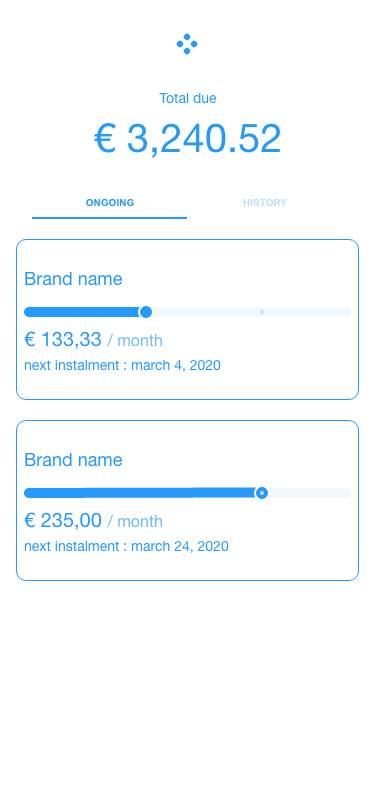 Total due
€ 3,240.52
ONGOING HISTORY
Brand name
€ 133,33 / month
next instalment : march 4, 2020
Brand name
€ 235,00 / month
next instalment : march 24, 2020